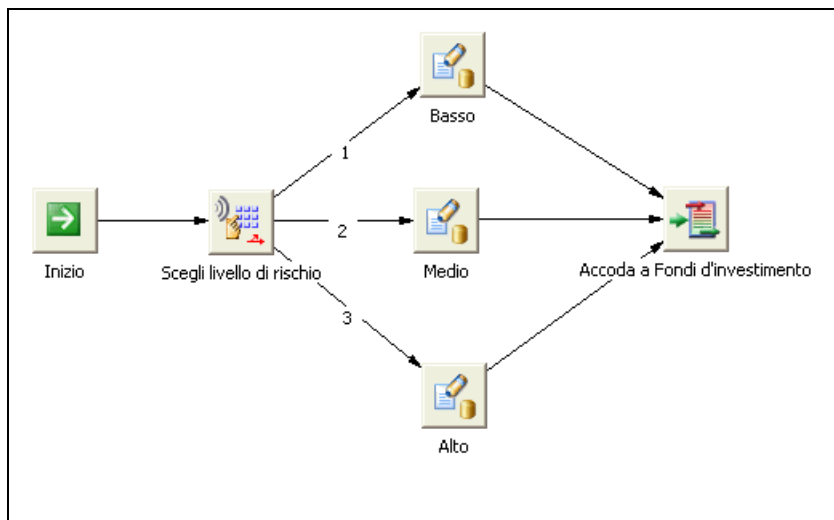 Basso
1
Inizio
Scegli livello di rischio
2
Medio
Accoda a Fondi d'investimento
3
Alto